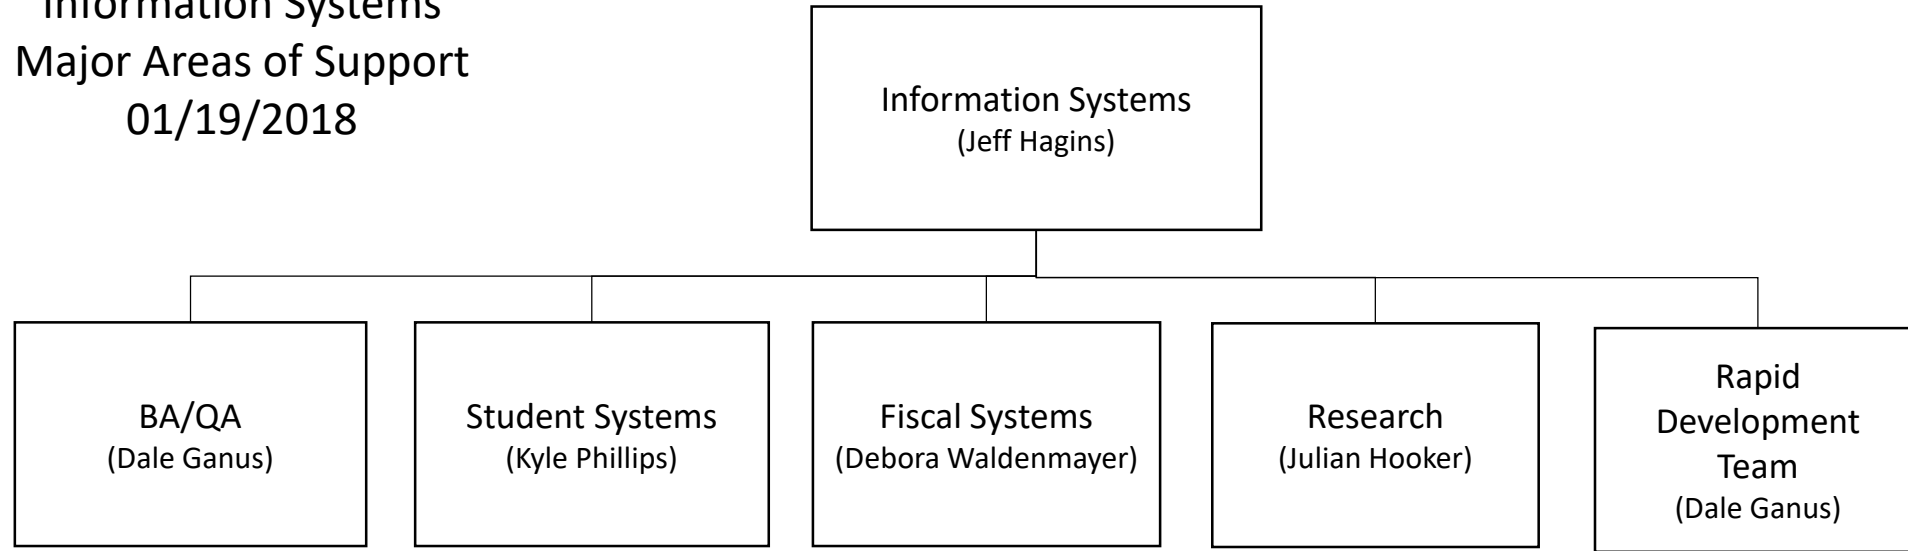 Information Systems
Major Areas of Support
01/19/2018
Information Systems
(Jeff Hagins)
BA/QA
(Dale Ganus)
Student Systems
(Kyle Phillips)
Fiscal Systems
(Debora Waldenmayer)
Research
(Julian Hooker)
Rapid
Development
Team
(Dale Ganus)